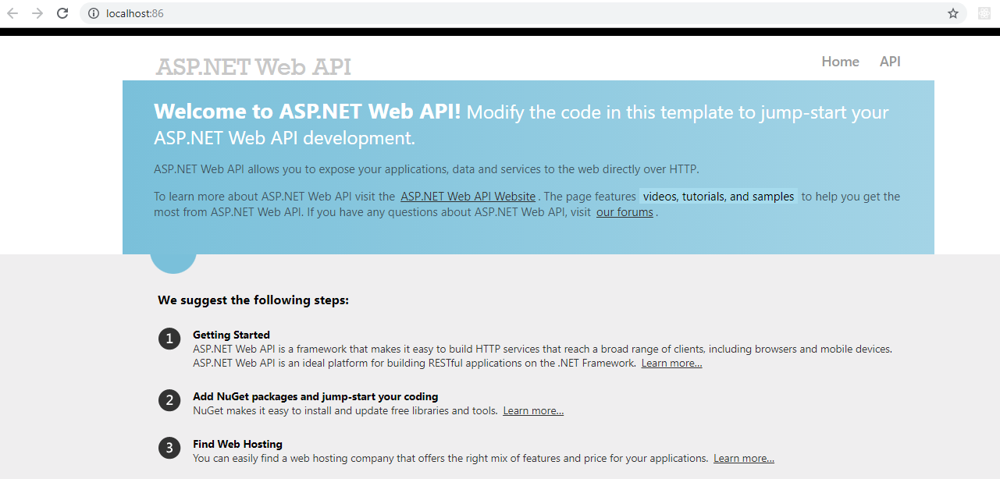 localhost:86
ASP.NET Web API
Home API
Welcome to ASP.NET Web API! Modify the code in this template to jump-start your
ASP.NET Web API development.
ASP.NET Web API allows you to expose your applications, data and services to the web directly over HTTP.
To learn more about ASP.NET Web API visit the ASP.NET Web API Website . The page features videos, tutorials, and samples to help you get the
most from ASP.NET Web API. If you have any questions about ASP.NET Web API, visit our forums .
We suggest the following steps:
1 Getting Started
ASP.NET Web API is a framework that makes it easy to build HTTP services that reach a broad range of clients, including browsers and mobile devices.
ASP.NET Web API is an ideal platform for building RESTful applications on the .NET Framework. Learn more...
2 Add NuGet packages and jump-start your coding
NuGet makes it easy to install and update free libraries and tools. Learn more...
3 Find Web Hosting
You can easily find a web hosting company that offers the right mix of features and price for your applications. Learn more...